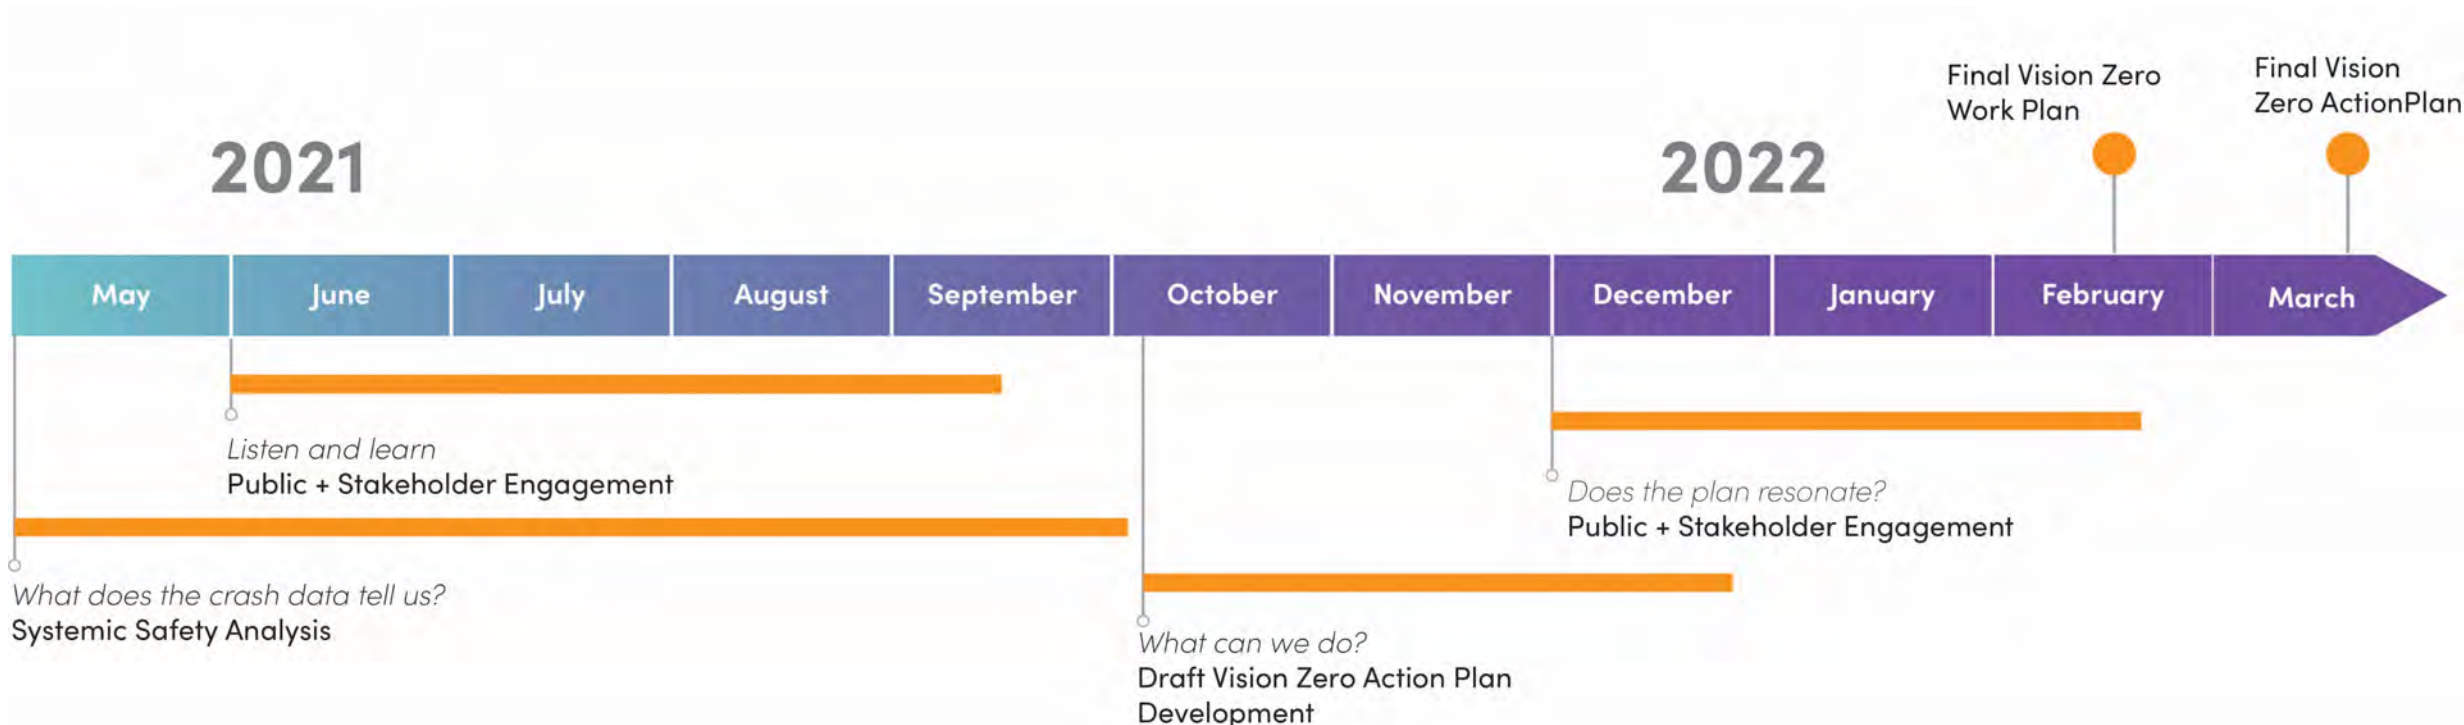 Final Vision Zero
Work Plan
Final Vision
Zero ActionPlan
2021
2022
May
June
July
August
September
October
November
December
January
February
March
Listen and learn
Public + Stakeholder Engagement
Does the plan resonate?
Public + Stakeholder Engagement
What does the crash data tell us?
Systemic Safety Analysis
What can we do?
Draft Vision Zero Action Plan
Development